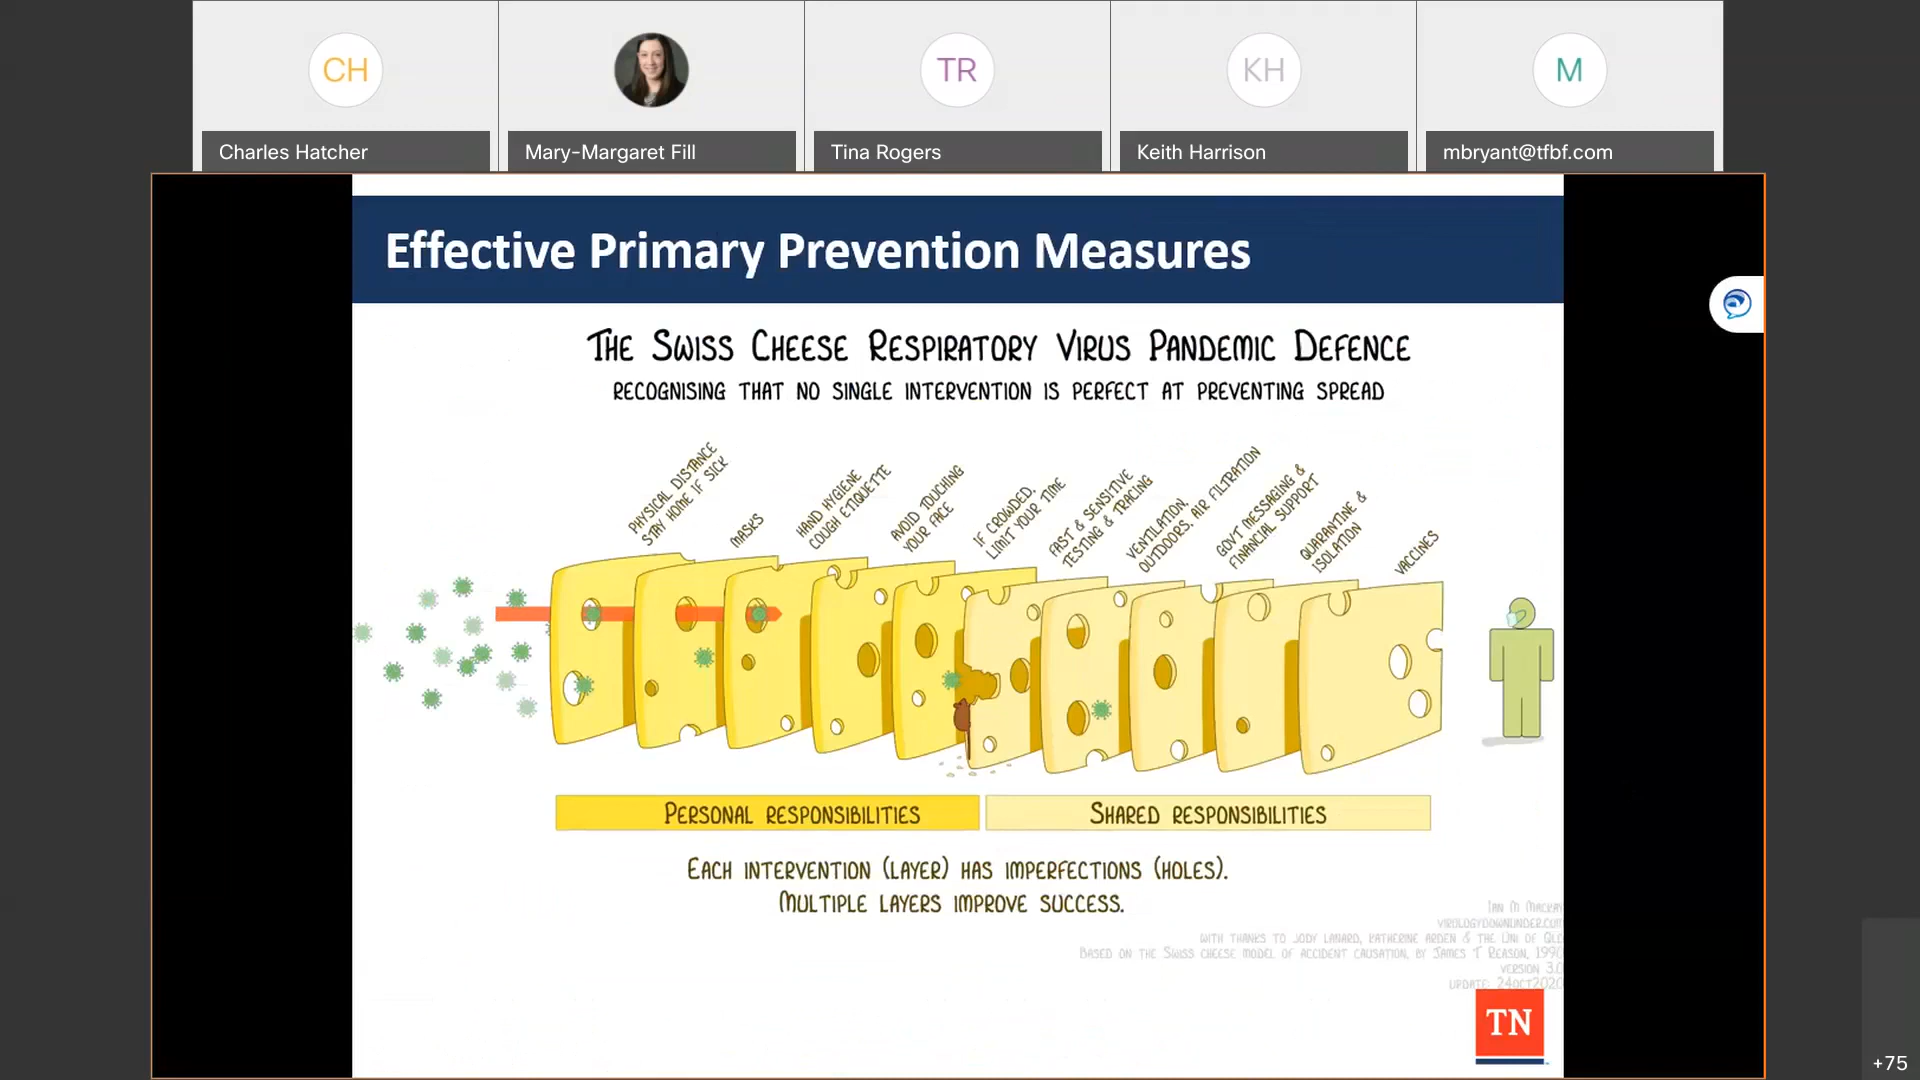 CH
TR
KH
M
Charles Hatcher
Mary-Margaret Fill
Tina Rogers
Keith Harrison
mbryant@tfbf.com
Effective Primary Prevention Measures
THE SWISS CHEESE RESPIRATORY VIRUS PANDEMIC DEFENCE
RECOGNISING THAT NO SINGLE INTERVENTION IS PERFECT AT PREVENTING SPREAD
PHYSICAL DISTANCE
STAY HOME IF SICK
MASKS
HAND HYGIENE
COUGH ETIQUETTE
AVOID TOUCHING
YOUR FACE
IF CROWDED,
LIMIT YOUR TIME
FAST & SENSITIVE
TESTING & TRACING
VENTILATION,
OUTDOORS, AIR FILTRATION
GOVT MESSAGING &
FINANCIAL SUPPORT
QUARANTINE &
ISOLATION
VACCINES
PERSONAL RESPONSIBILITIES
SHARED RESPONSIBILITIES
EACH INTERVENTION (LAYER) HAS IMPERFECTIONS (HOLES).
MULTIPLE LAYERS IMPROVE SUCCESS.
IAN M MACKAY
VIROLOGYDOWNUNDER.COM
WITH THANKS TO JODY LANARD, KATHERINE ARDEN & THE UNI OF QLD
BASED ON THE SWISS CHEESE MODEL OF ACCIDENT CAUSATION, BY JAMES T REASON, 1990
VERSION 3.0
UPDATE: 24OCT2020
TN
+75